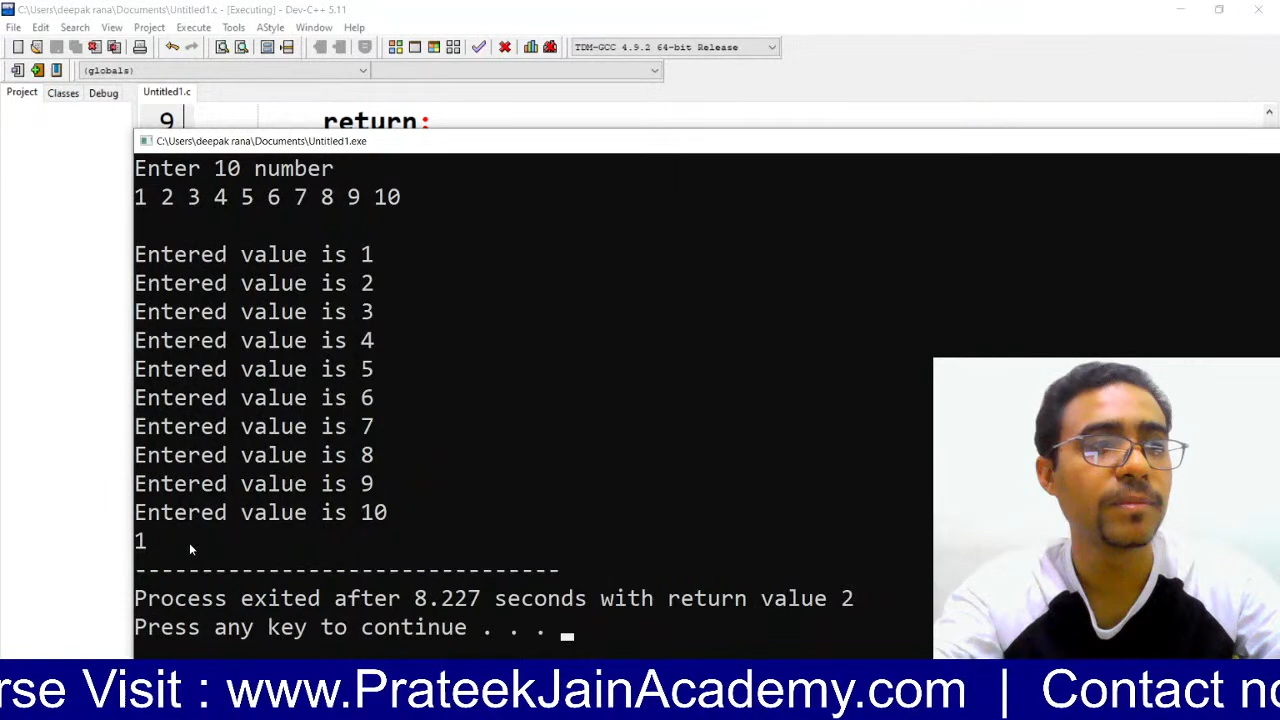 C:\Users\deepak rana\Documents\Untitled1.c - [Executing] - Dev-C++ 5.11
File Edit Search View Project Execute Tools AStyle Window Help
TDM-GCC 4.9.2 64-bit Release
(globals)
Project Classes Debug Untitled1.c
9 return;
C:\Users\deepak rana\Documents\Untitled1.exe
Enter 10 number
1 2 3 4 5 6 7 8 9 10
Entered value is 1
Entered value is 2
Entered value is 3
Entered value is 4
Entered value is 5
Entered value is 6
Entered value is 7
Entered value is 8
Entered value is 9
Entered value is 10
1
--------------------------------
Process exited after 8.227 seconds with return value 2
Press any key to continue . . .
rse Visit : www.PrateekJainAcademy.com | Contact no